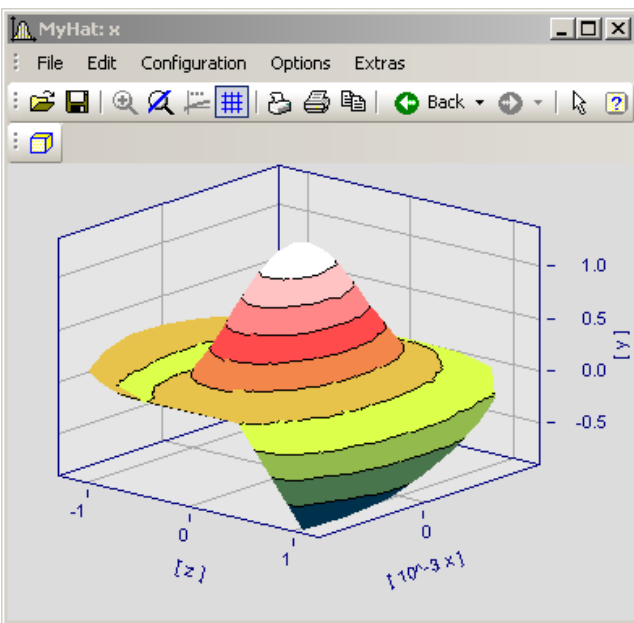 MyHat: x
File Edit Configuration Options Extras
Back
1.0
0.5
0.0
-0.5
[ y ]
-1
0
1
[ z ]
0
[ 10^-3 x ]